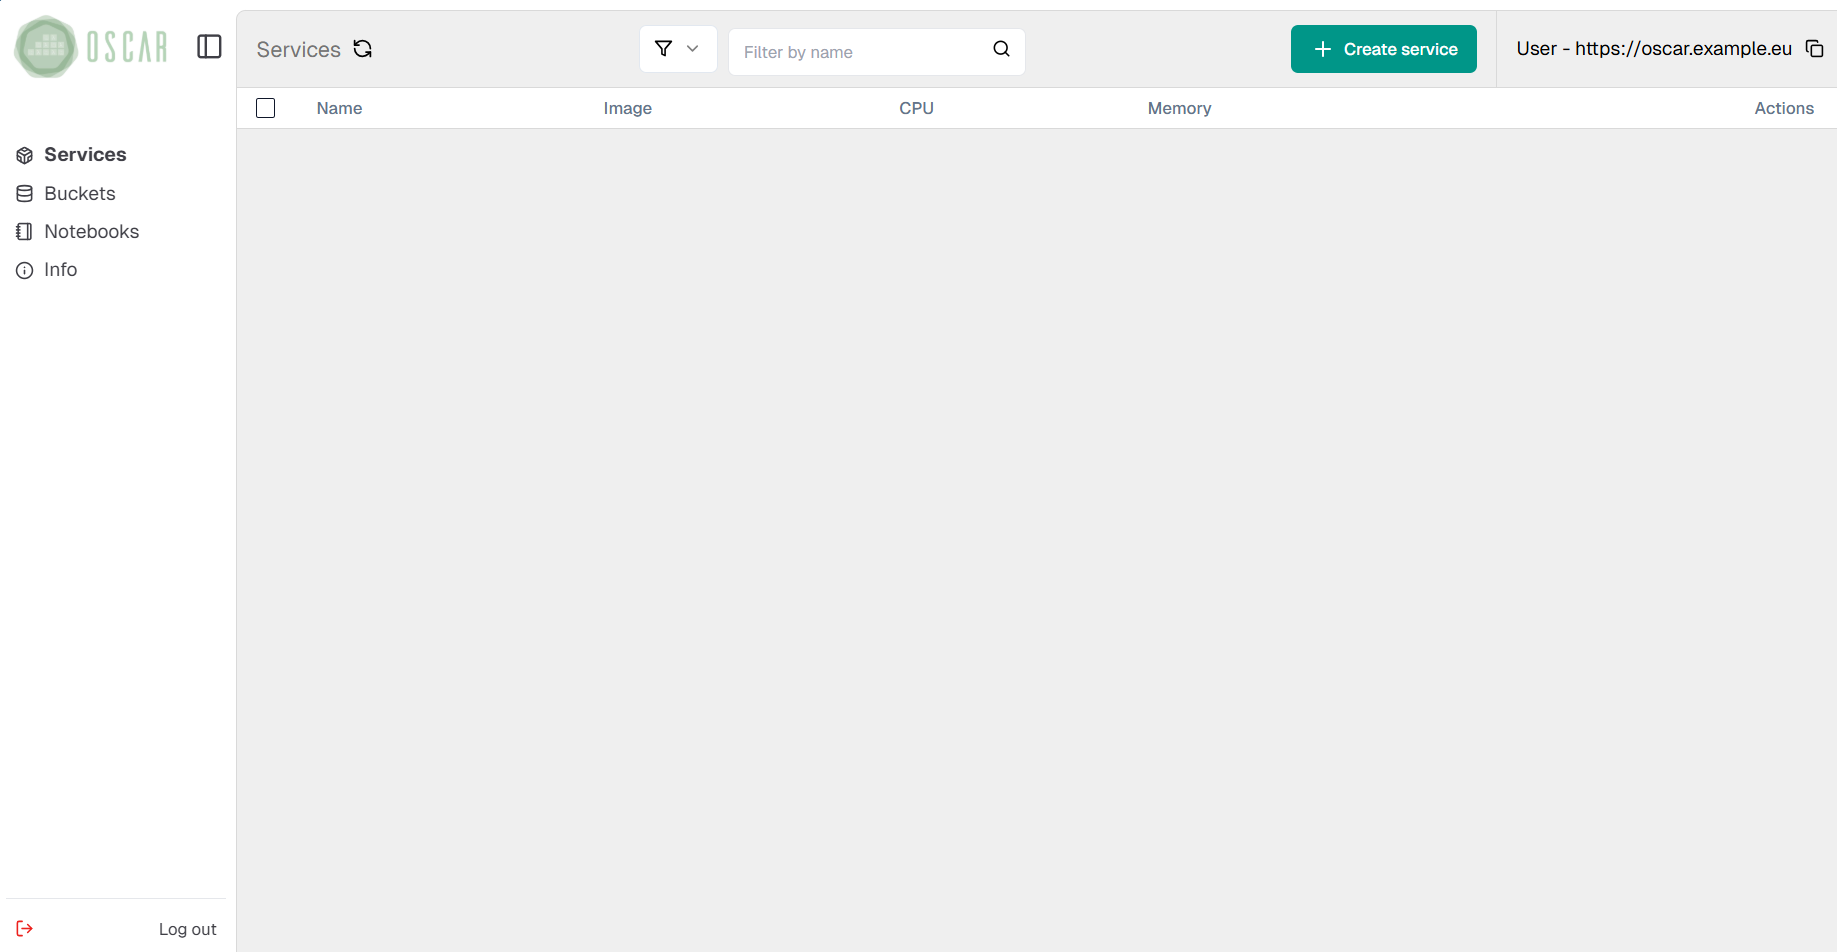 OSCAR
Services
Filter by name
Create service
User - https://oscar.example.eu
Name Image CPU Memory Actions
Services
Buckets
Notebooks
Info
Log out